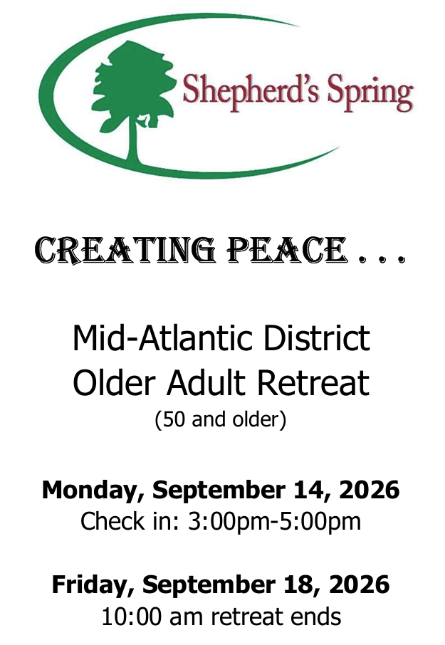 Shepherd's Spring
CREATING PEACE . . .
Mid-Atlantic District
Older Adult Retreat
(50 and older)
Monday, September 14, 2026
Check in: 3:00pm-5:00pm
Friday, September 18, 2026
10:00 am retreat ends